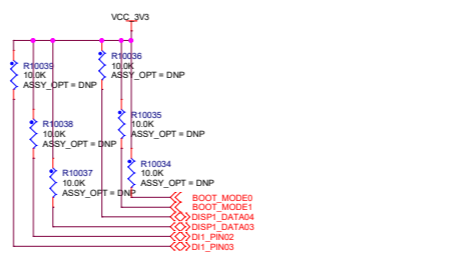 VCC_3V3
R10039
10.0K
ASSY_OPT = DNP
R10036
10.0K
ASSY_OPT = DNP
R10038
10.0K
ASSY_OPT = DNP
R10035
10.0K
ASSY_OPT = DNP
R10037
10.0K
ASSY_OPT = DNP
R10034
10.0K
ASSY_OPT = DNP
BOOT_MODE0
BOOT_MODE1
DISP1_DATA04
DISP1_DATA03
DI1_PIN02
DI1_PIN03